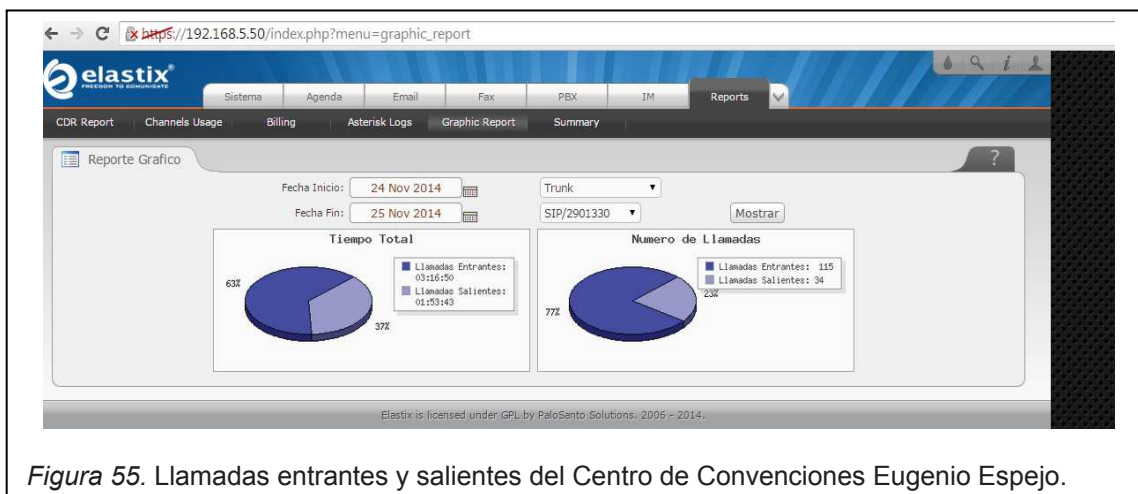 https://192.168.5.50/index.php?menu=graphic_report
elastix®
FREEDOM TO COMMUNICATE
Sistema Agenda Email Fax PBX IM Reports
CDR Report Channels Usage Billing Asterisk Logs Graphic Report Summary
Reporte Grafico ?
Fecha Inicio: 24 Nov 2014 Trunk
Fecha Fin: 25 Nov 2014 SIP/2901330 Mostrar
Tiempo Total
Llamadas Entrantes:
03:16:50
Llamadas Salientes:
01:53:43
63%
37%
Numero de Llamadas
Llamadas Entrantes: 115
Llamadas Salientes: 34
23%
77%
Elastix is licensed under GPL by PaloSanto Solutions. 2006 - 2014.
Figura 55. Llamadas entrantes y salientes del Centro de Convenciones Eugenio Espejo.